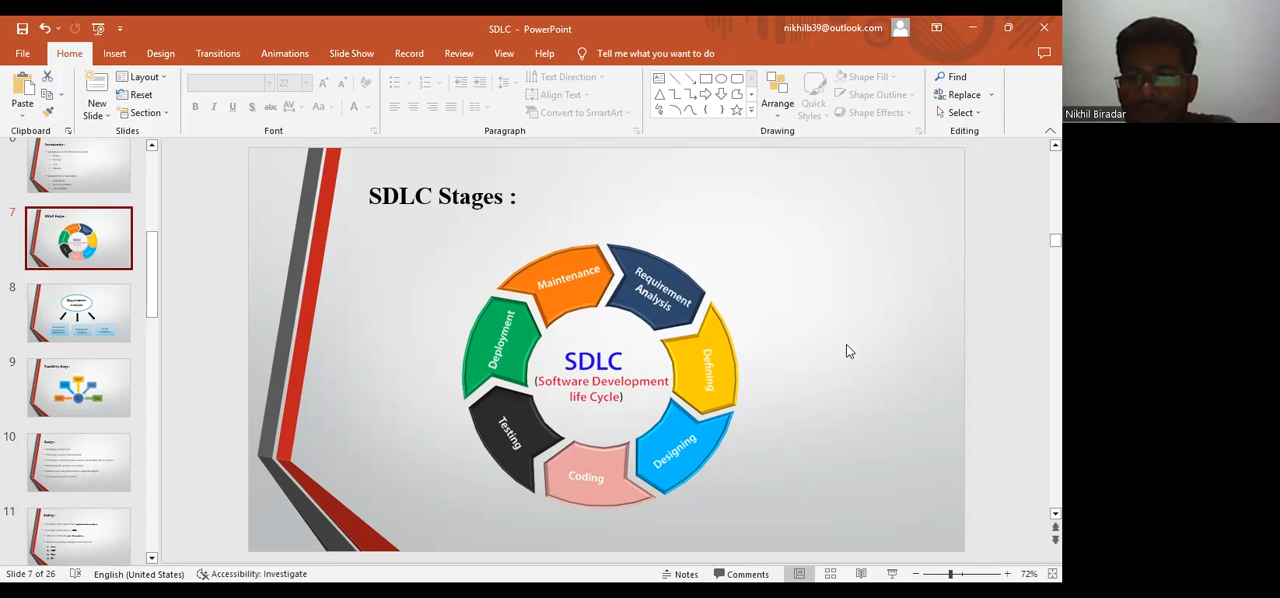 SDLC - PowerPoint
nikhilb39@outlook.com
File Home Insert Design Transitions Animations Slide Show Record Review View Help Tell me what you want to do
Paste
Clipboard
New
Slide
Layout
Reset
Section
Slides
22
B I U S abc AV Aa A
Font
Text Direction
Align Text
Convert to SmartArt
Paragraph
Arrange
Quick
Styles
Shape Fill
Shape Outline
Shape Effects
Drawing
Find
Replace
Select
Editing
Nikhil Biradar
7
8
9
10
11
SDLC Stages :
Maintenance
Requirement
Analysis
Defining
Designing
Coding
Testing
Deployment
SDLC
(Software Development
life Cycle)
Slide 7 of 26 English (United States) Accessibility: Investigate Notes Comments 72%